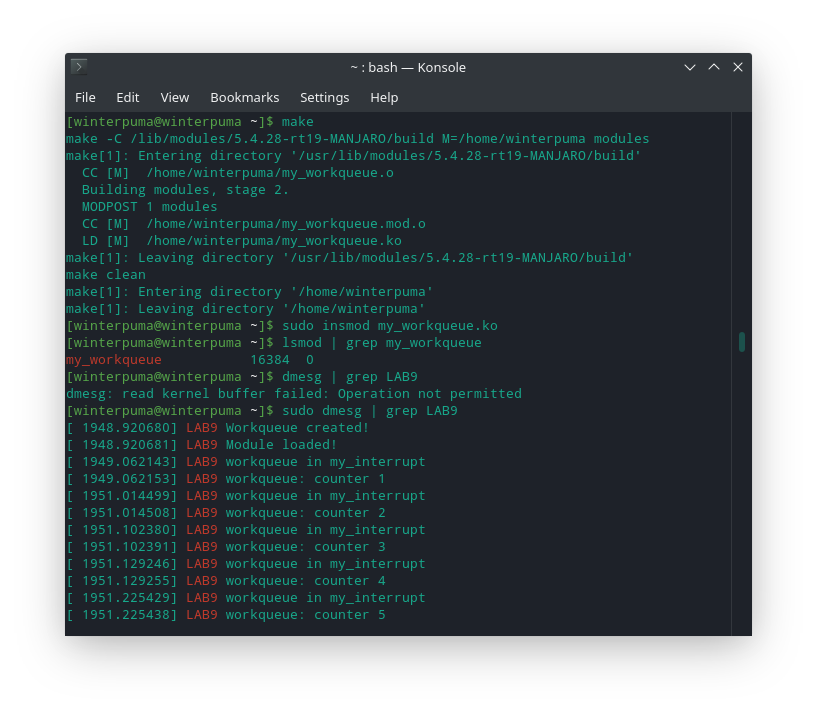 ~ : bash — Konsole
File Edit View Bookmarks Settings Help
[winterpuma@winterpuma ~]$ make
make -C /lib/modules/5.4.28-rt19-MANJARO/build M=/home/winterpuma modules
make[1]: Entering directory '/usr/lib/modules/5.4.28-rt19-MANJARO/build'
  CC [M]  /home/winterpuma/my_workqueue.o
  Building modules, stage 2.
  MODPOST 1 modules
  CC [M]  /home/winterpuma/my_workqueue.mod.o
  LD [M]  /home/winterpuma/my_workqueue.ko
make[1]: Leaving directory '/usr/lib/modules/5.4.28-rt19-MANJARO/build'
make clean
make[1]: Entering directory '/home/winterpuma'
make[1]: Leaving directory '/home/winterpuma'
[winterpuma@winterpuma ~]$ sudo insmod my_workqueue.ko
[winterpuma@winterpuma ~]$ lsmod | grep my_workqueue
my_workqueue           16384  0
[winterpuma@winterpuma ~]$ dmesg | grep LAB9
dmesg: read kernel buffer failed: Operation not permitted
[winterpuma@winterpuma ~]$ sudo dmesg | grep LAB9
[ 1948.920680] LAB9 Workqueue created!
[ 1948.920681] LAB9 Module loaded!
[ 1949.062143] LAB9 workqueue in my_interrupt
[ 1949.062153] LAB9 workqueue: counter 1
[ 1951.014499] LAB9 workqueue in my_interrupt
[ 1951.014508] LAB9 workqueue: counter 2
[ 1951.102380] LAB9 workqueue in my_interrupt
[ 1951.102391] LAB9 workqueue: counter 3
[ 1951.129246] LAB9 workqueue in my_interrupt
[ 1951.129255] LAB9 workqueue: counter 4
[ 1951.225429] LAB9 workqueue in my_interrupt
[ 1951.225438] LAB9 workqueue: counter 5